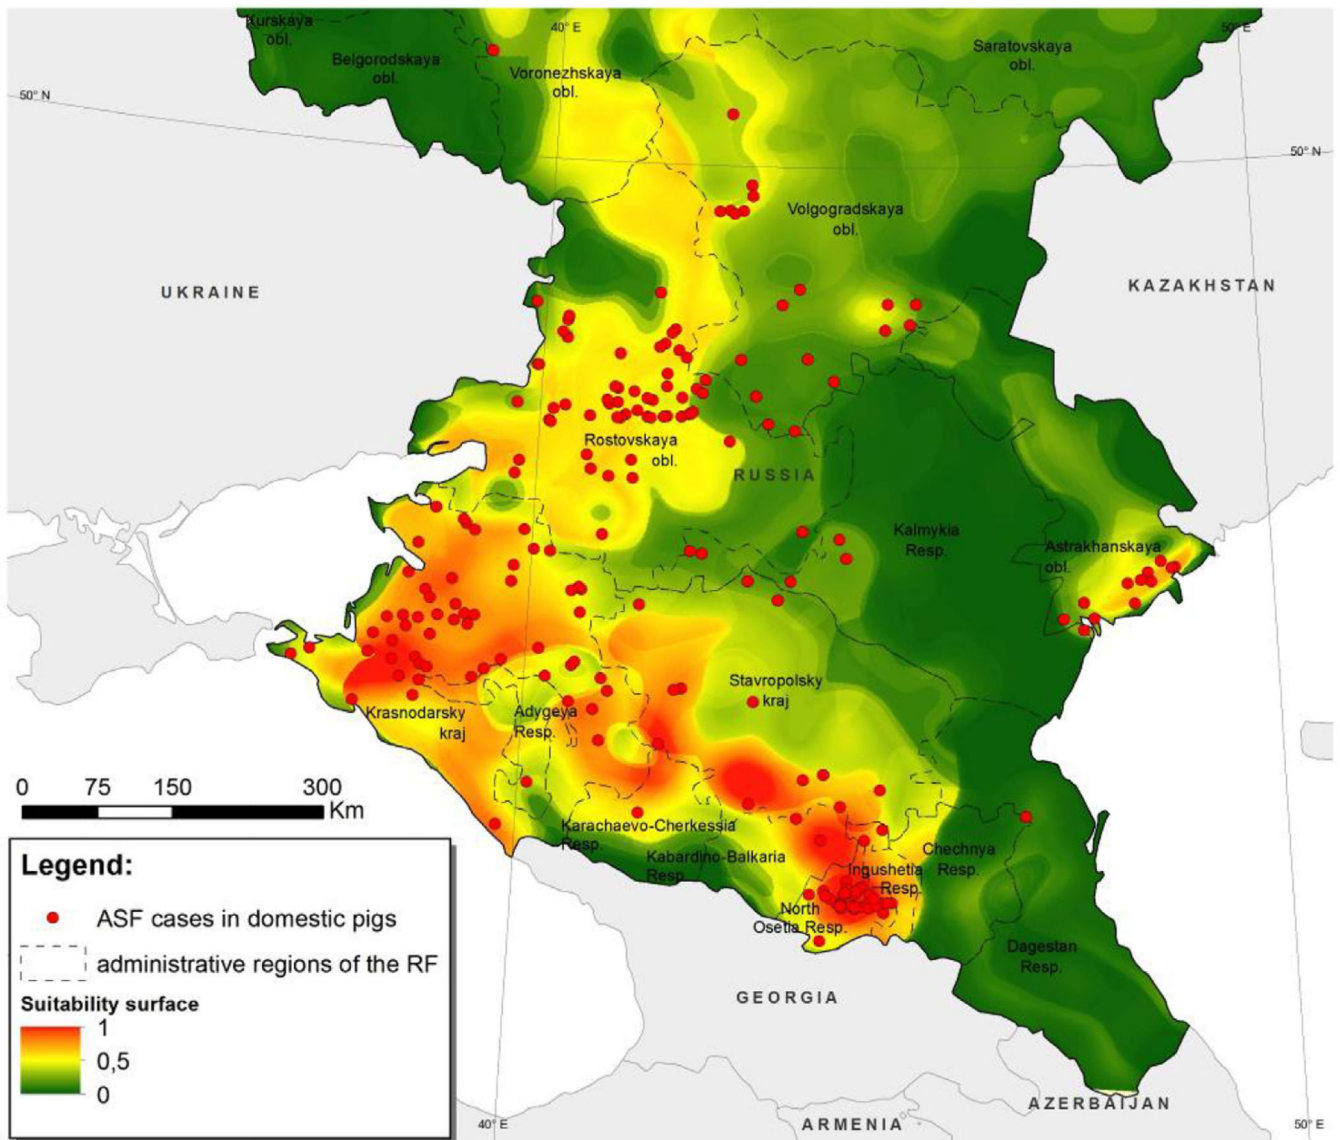 Kurskaya
obl.
40° E
50° E
Belgorodskaya
obl.
Voronezhskaya
obl.
Saratovskaya
obl.
50° N
50° N
Volgogradskaya
obl.
UKRAINE
KAZAKHSTAN
Rostovskaya
obl.
RUSSIA
Kalmykia
Resp.
Astrakhanskaya
obl.
Stavropolsky
kraj
Krasnodarsky
kraj
Adygeya
Resp.
0 75 150 300
Km
Karachaevo-Cherkessia
Resp.
Kabardino-Balkaria
Resp
Chechnya
Resp.
Ingushetia
Resp.
North
Osetia Resp.
Dagestan
Resp.
GEORGIA
AZERBAIJAN
ARMENIA
40° E
50° E
Legend:
ASF cases in domestic pigs
administrative regions of the RF
Suitability surface
1
0,5
0